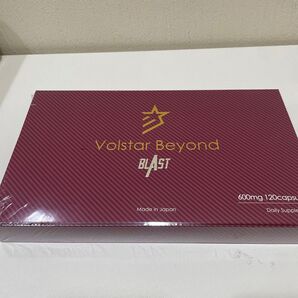 Volstar Beyond
BLAST
600mg 120capsu
Made in Japan
Daily Supple